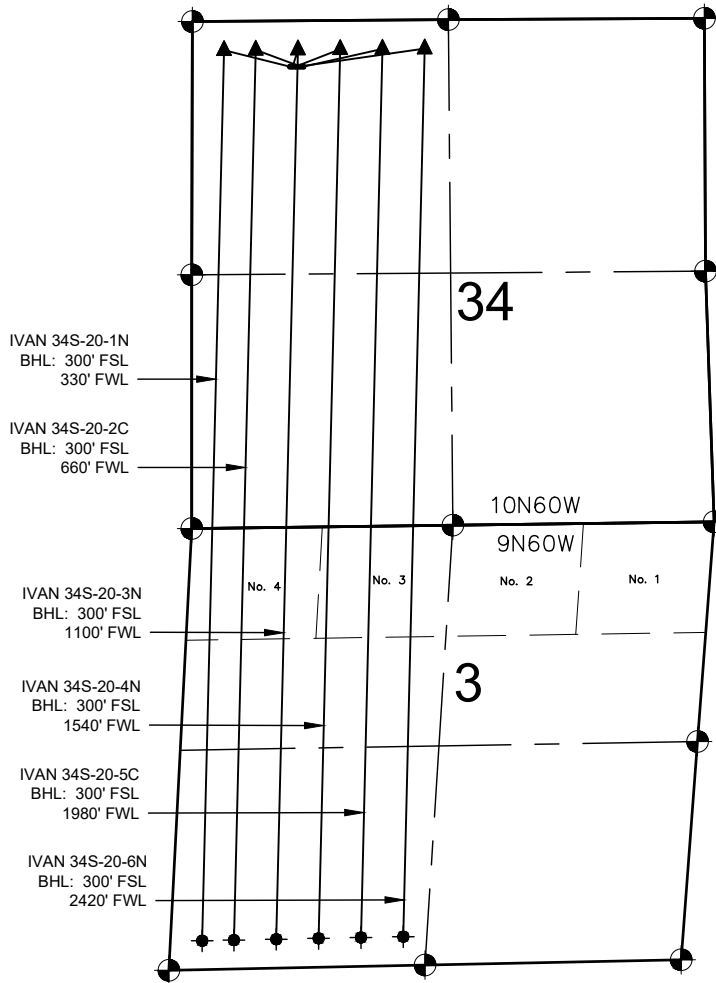 34
IVAN 34S-20-1N
BHL: 300' FSL
330' FWL
IVAN 34S-20-2C
BHL: 300' FSL
660' FWL
10N60W
9N60W
No. 4
No. 3
No. 2
No. 1
IVAN 34S-20-3N
BHL: 300' FSL
1100' FWL
3
IVAN 34S-20-4N
BHL: 300' FSL
1540' FWL
IVAN 34S-20-5C
BHL: 300' FSL
1980' FWL
IVAN 34S-20-6N
BHL: 300' FSL
2420' FWL